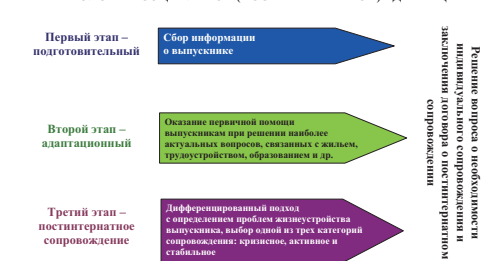 Первый этап –
подготовительный
Сбор информации
о выпускнике
Второй этап –
адаптационный
Оказание первичной помощи
выпускникам при решении наиболее
актуальных вопросов, связанных с жильем,
трудоустройством, образованием и др.
Третий этап –
постинтернатное
сопровождение
Дифференцированный подход
с определением проблем жизнеустройства
выпускника, выбор одной из трех категорий
сопровождения: кризисное, активное и
стабильное
Решение вопроса о необходимости
индивидуального сопровождения и
заключения договора о постинтернатном
сопровождении